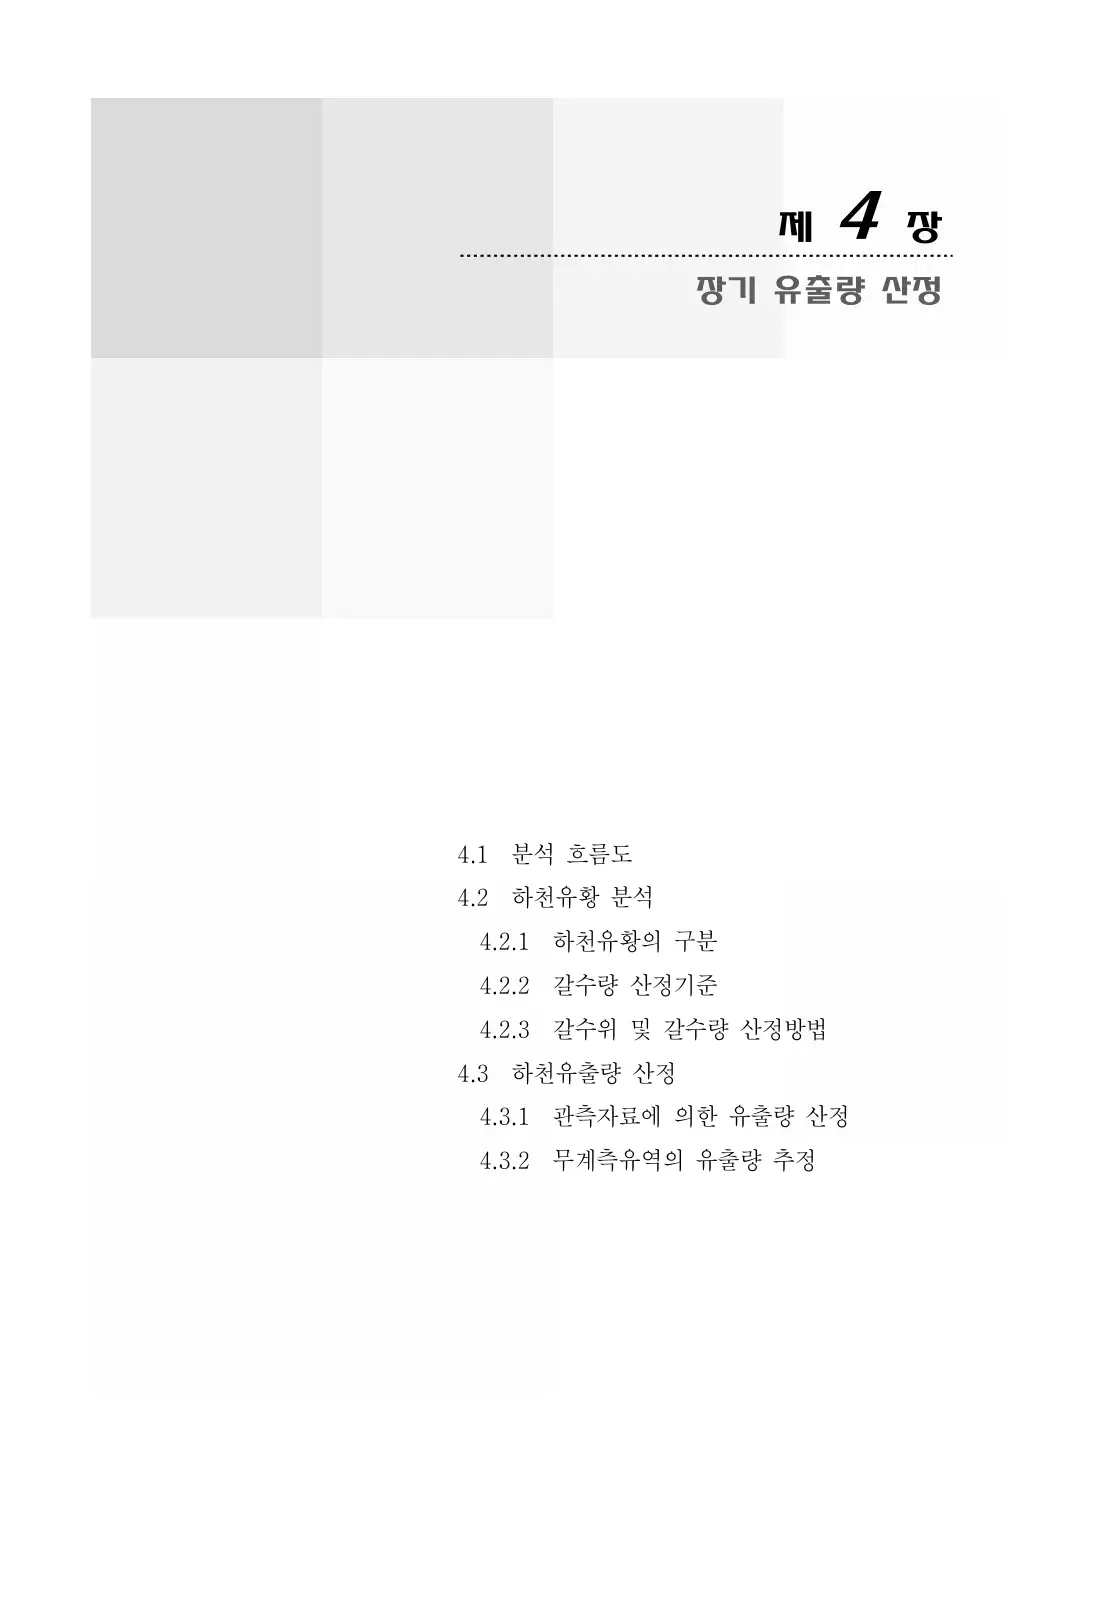 제 4 장
장기 유출량 산정
4.1 분석 흐름도
4.2 하천유황 분석
4.2.1 하천유황의 구분
4.2.2 갈수량 산정기준
4.2.3 갈수위 및 갈수량 산정방법
4.3 하천유출량 산정
4.3.1 관측자료에 의한 유출량 산정
4.3.2 무계측유역의 유출량 추정